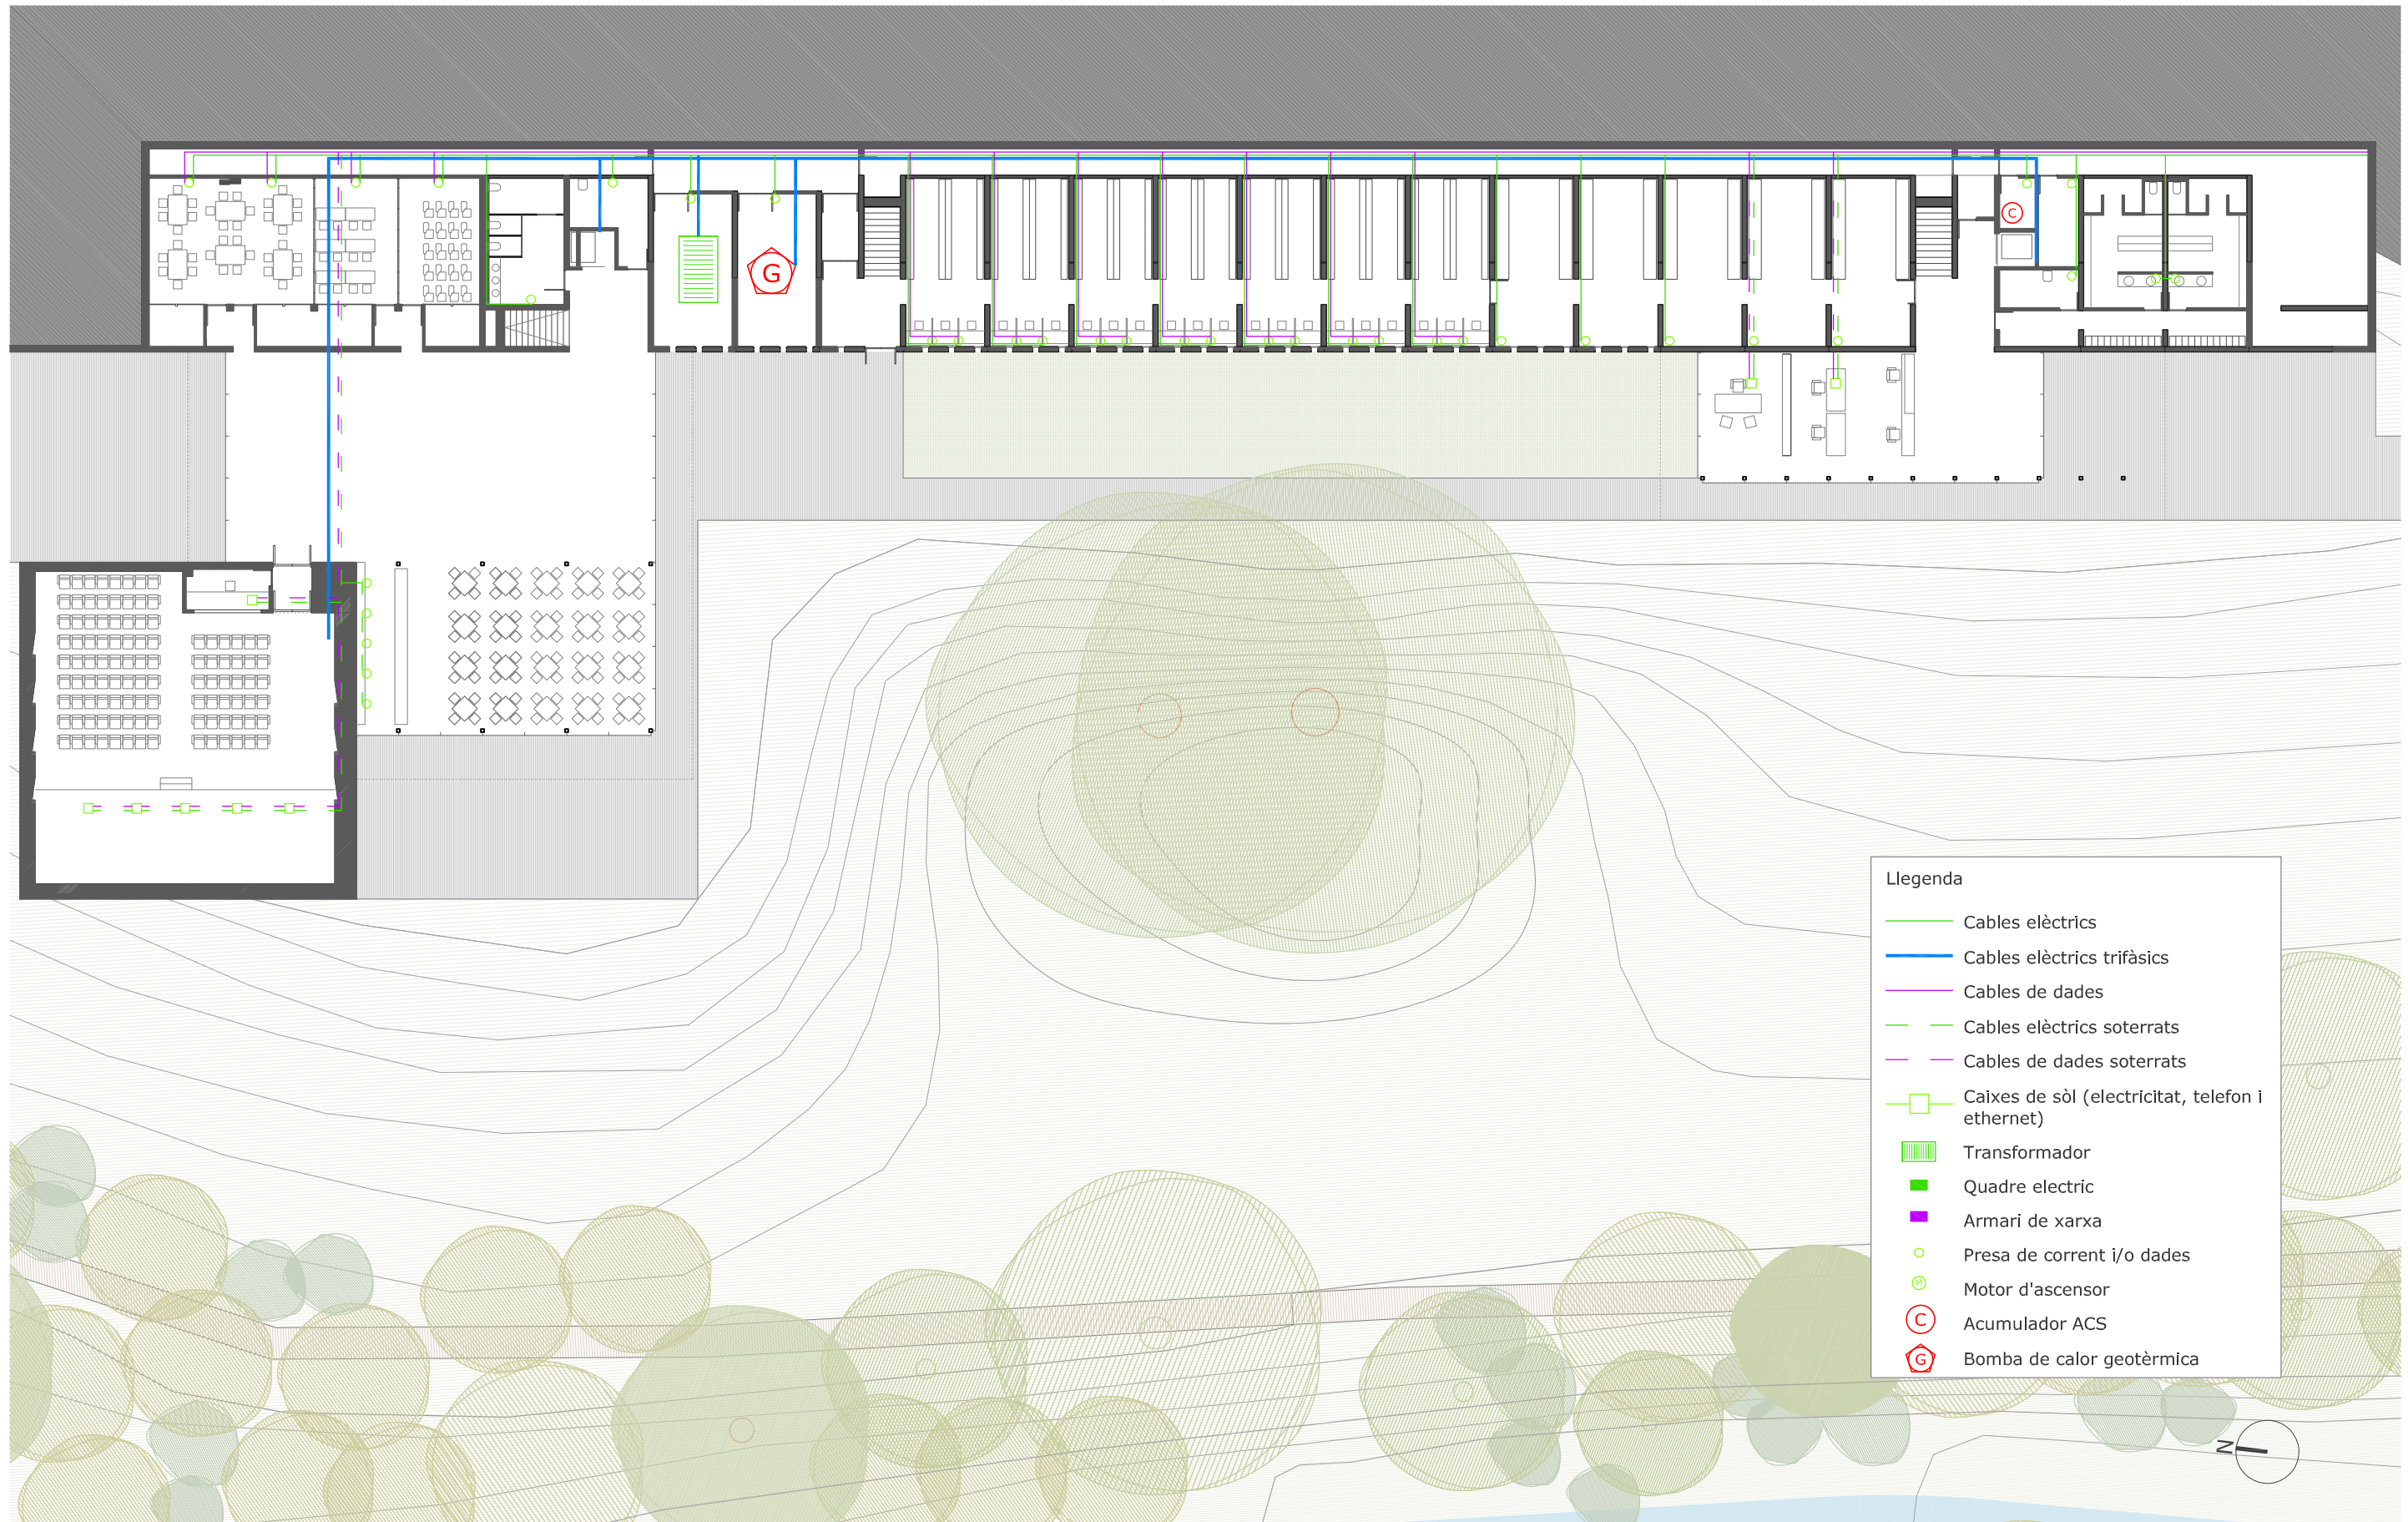 G
C
Llegenda
Cables elèctrics
Cables elèctrics trifàsics
Cables de dades
Cables elèctrics soterrats
Cables de dades soterrats
Caixes de sòl (electricitat, telefon i
ethernet)
Transformador
Quadre electric
Armari de xarxa
Presa de corrent i/o dades
M Motor d'ascensor
C Acumulador ACS
G Bomba de calor geotèrmica
N